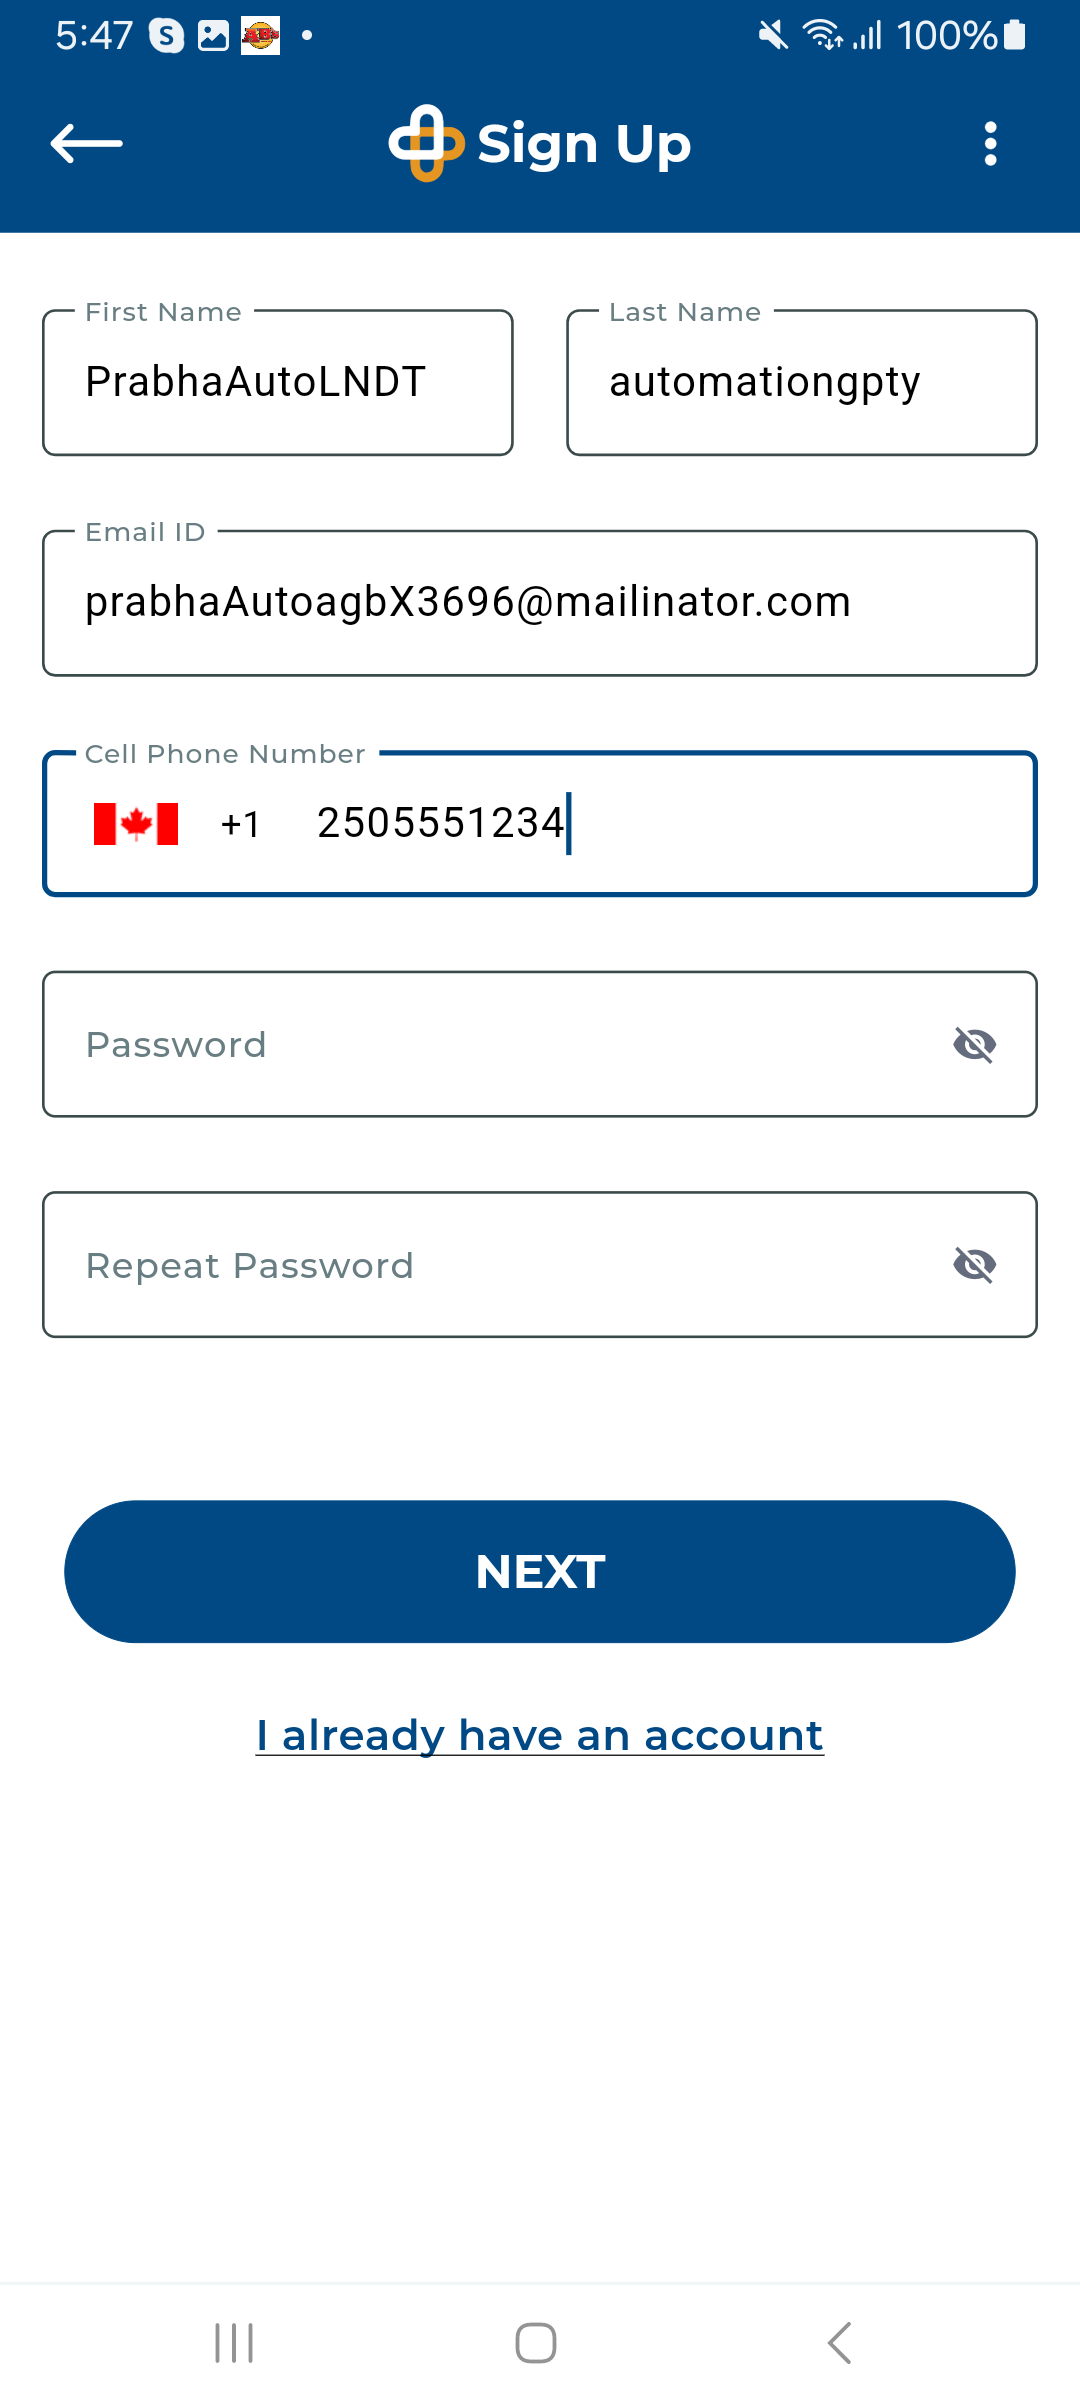 5:47 S 100%
Sign Up
First Name Last Name
PrabhaAutoLNDT automationgpty
Email ID
prabhaAutoagbX3696@mailinator.com
Cell Phone Number
+1 2505551234
Password
Repeat Password
NEXT
I already have an account